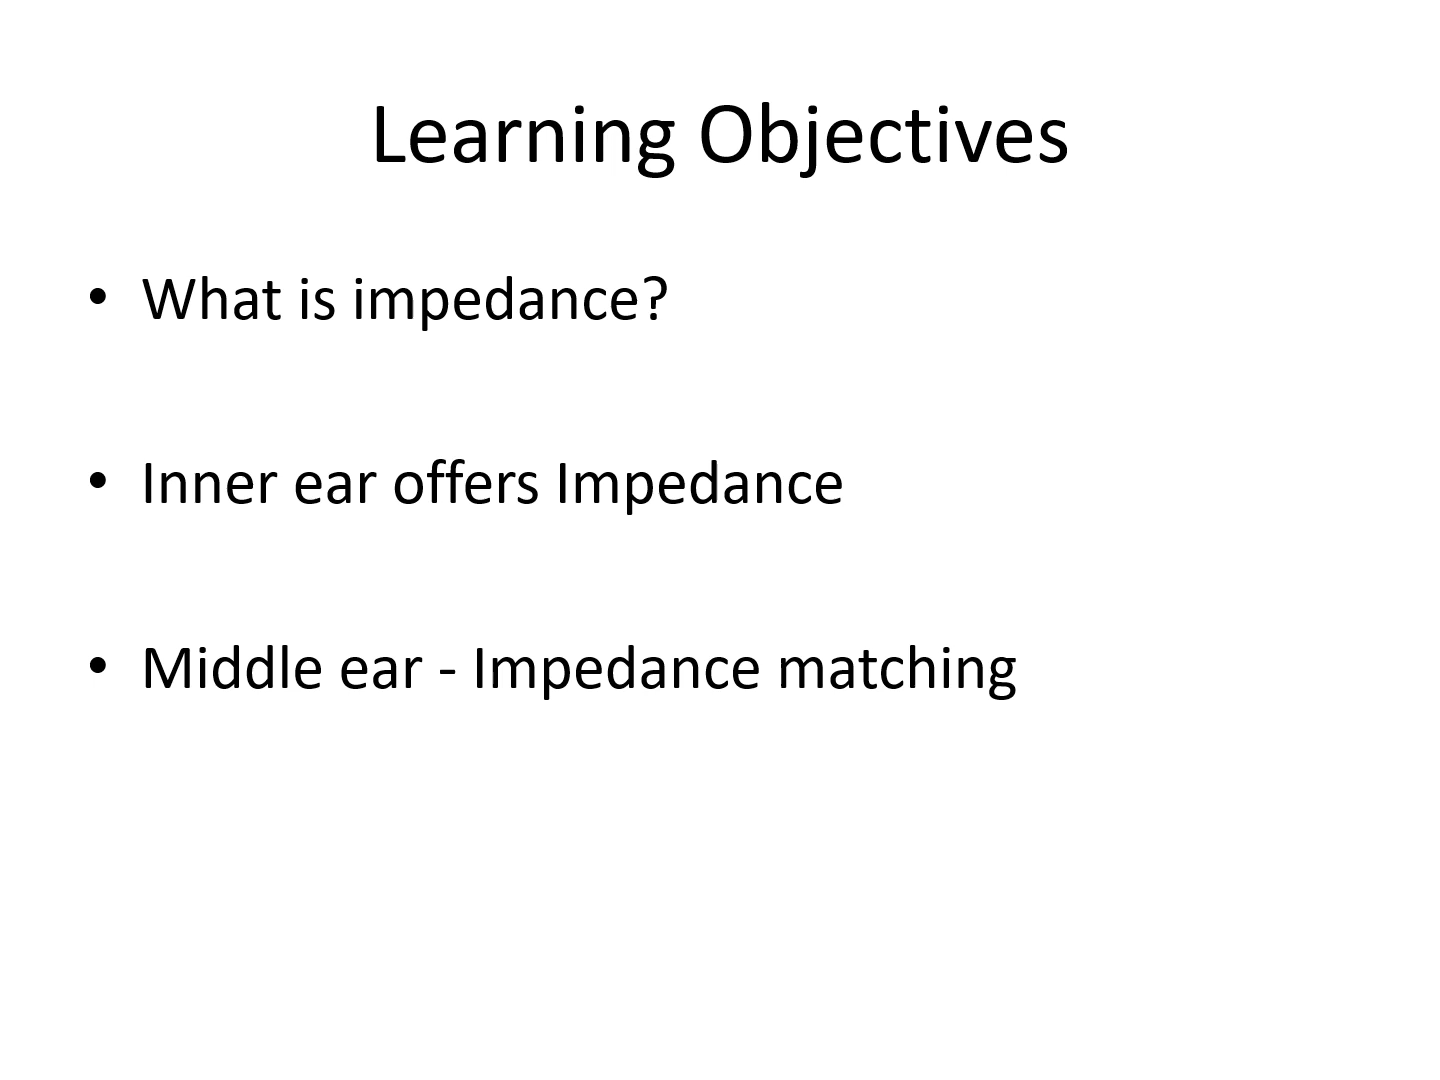 Learning Objectives
• What is impedance?
• Inner ear offers Impedance
• Middle ear - Impedance matching